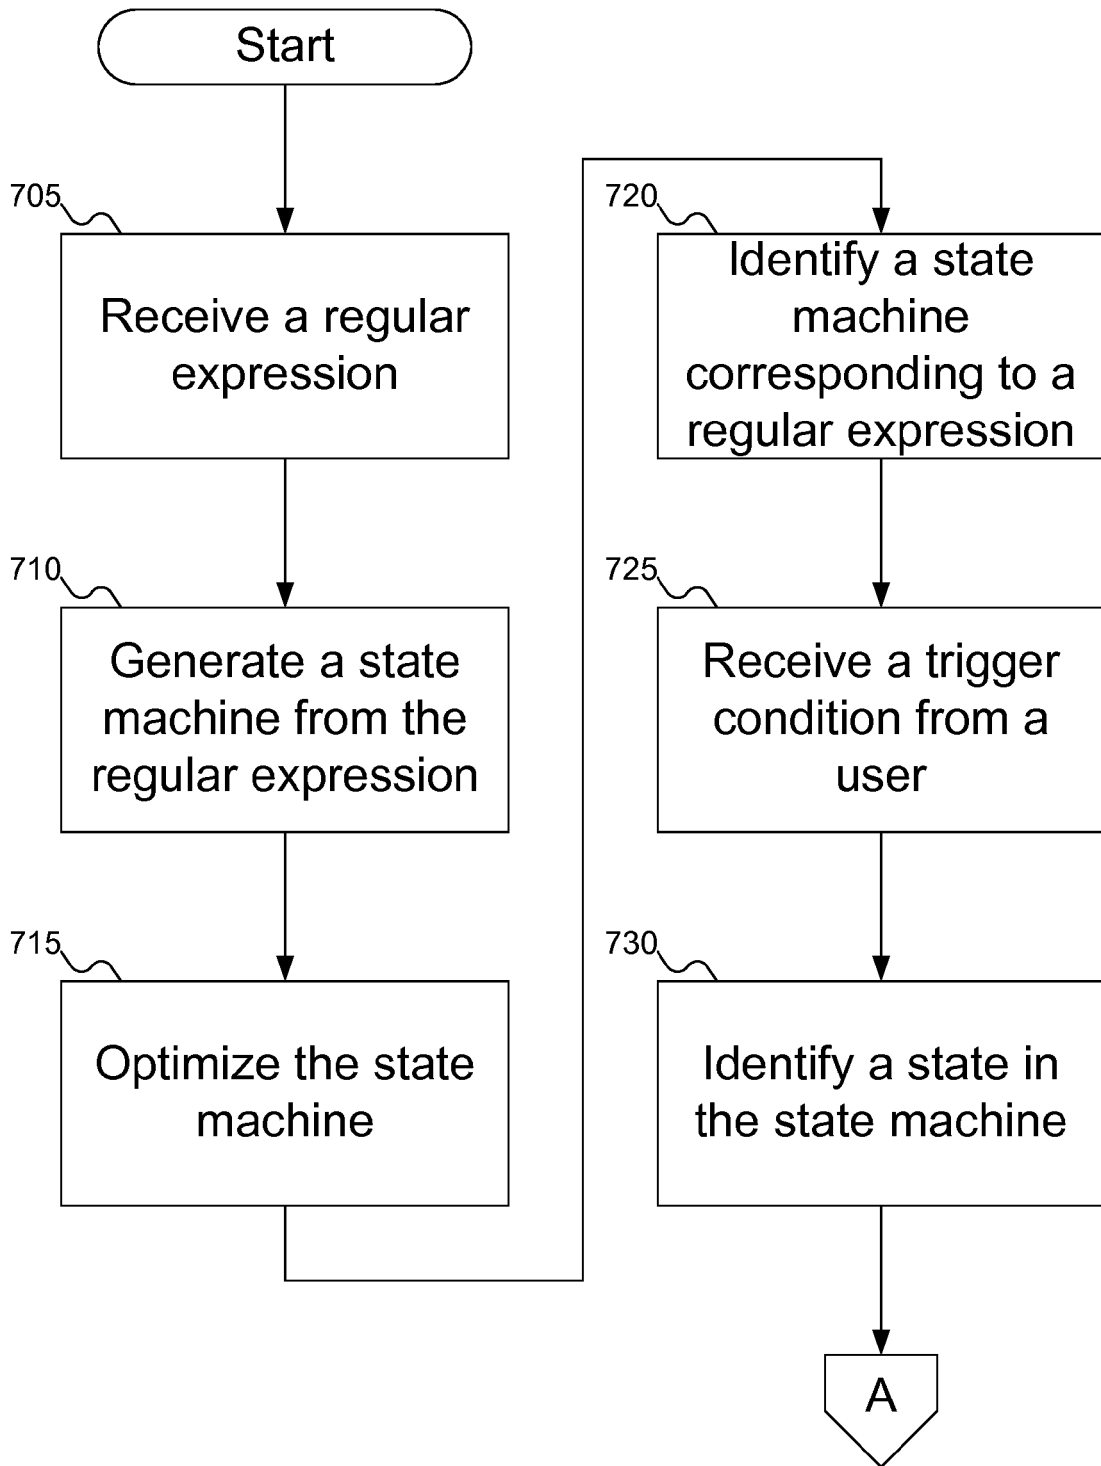 Start
705
Receive a regular
expression
710
Generate a state
machine from the
regular expression
715
Optimize the state
machine
720
Identify a state
machine
corresponding to a
regular expression
725
Receive a trigger
condition from a
user
730
Identify a state in
the state machine
A